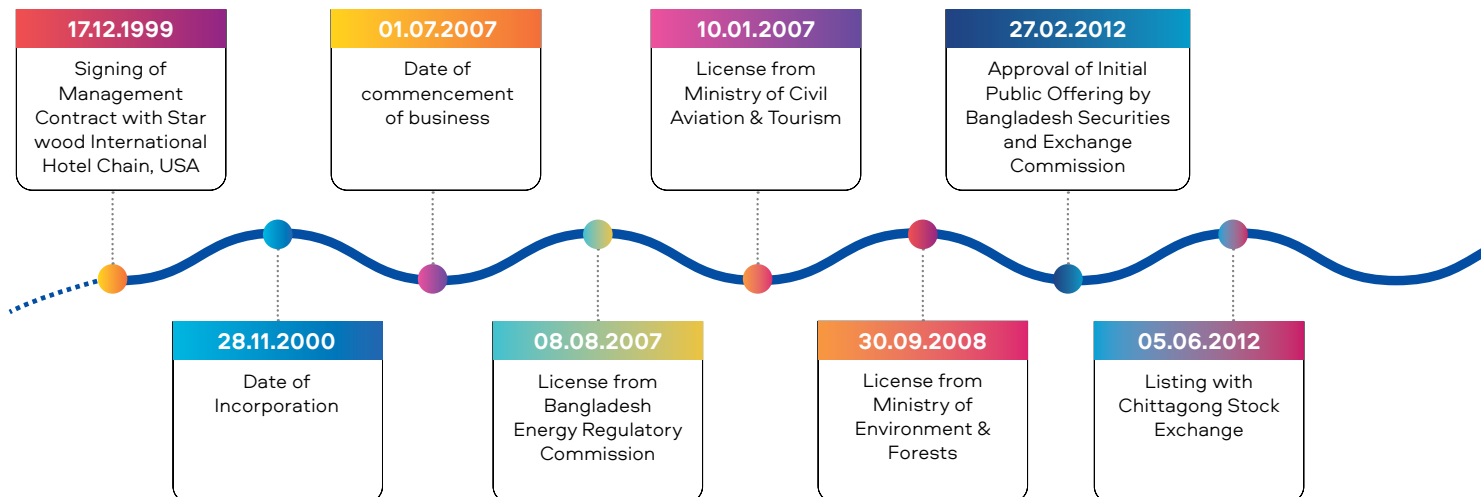 17.12.1999
Signing of
Management
Contract with Star
wood International
Hotel Chain, USA
28.11.2000
Date of
Incorporation
01.07.2007
Date of
commencement
of business
08.08.2007
License from
Bangladesh
Energy Regulatory
Commission
10.01.2007
License from
Ministry of Civil
Aviation & Tourism
30.09.2008
License from
Ministry of
Environment &
Forests
27.02.2012
Approval of Initial
Public Offering by
Bangladesh Securities
and Exchange
Commission
05.06.2012
Listing with
Chittagong Stock
Exchange